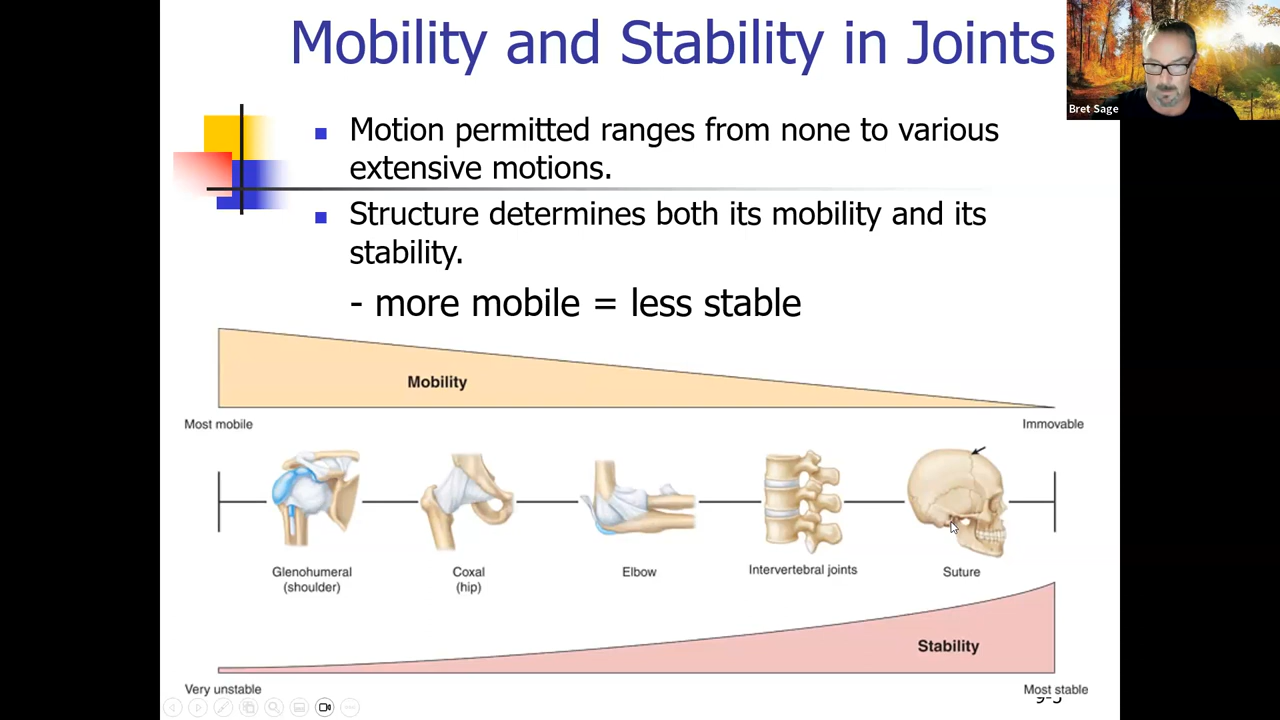 Mobility and Stability in Joints
Bret Sage
Motion permitted ranges from none to various
extensive motions.
Structure determines both its mobility and its
stability.
- more mobile = less stable
Mobility
Most mobile
Immovable
Glenohumeral
(shoulder)
Coxal
(hip)
Elbow
Intervertebral joints
Suture
Stability
Very unstable
Most stable